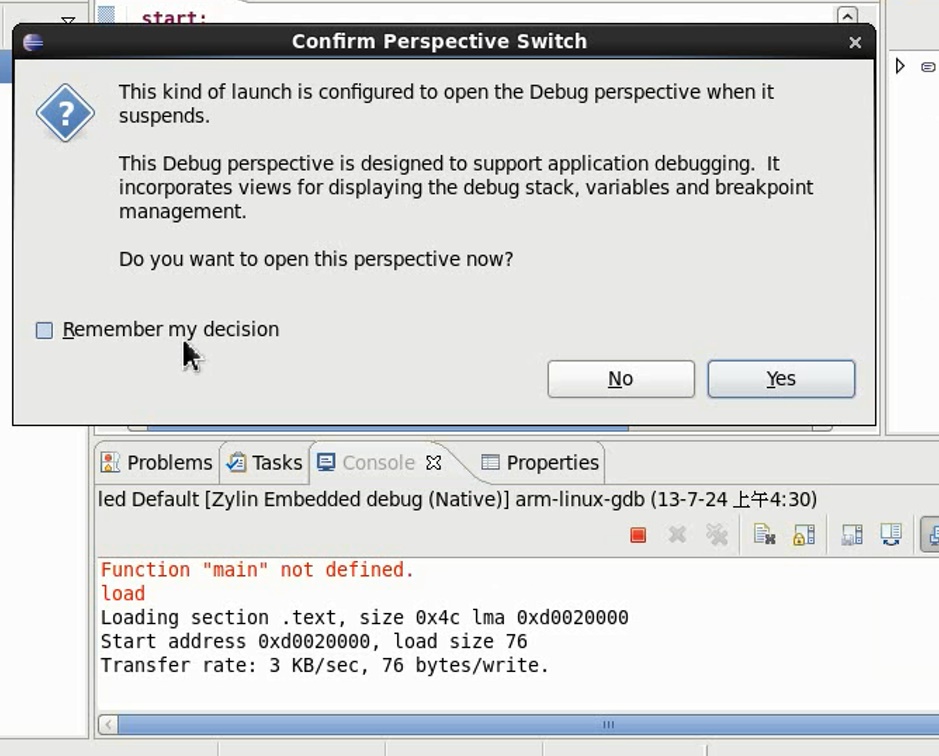 start:
Confirm Perspective Switch
This kind of launch is configured to open the Debug perspective when it
suspends.
This Debug perspective is designed to support application debugging. It
incorporates views for displaying the debug stack, variables and breakpoint
management.
Do you want to open this perspective now?
Remember my decision
No
Yes
Problems
Tasks
Console
Properties
led Default [Zylin Embedded debug (Native)] arm-linux-gdb (13-7-24 上午4:30)
Function "main" not defined.
load
Loading section .text, size 0x4c lma 0xd0020000
Start address 0xd0020000, load size 76
Transfer rate: 3 KB/sec, 76 bytes/write.